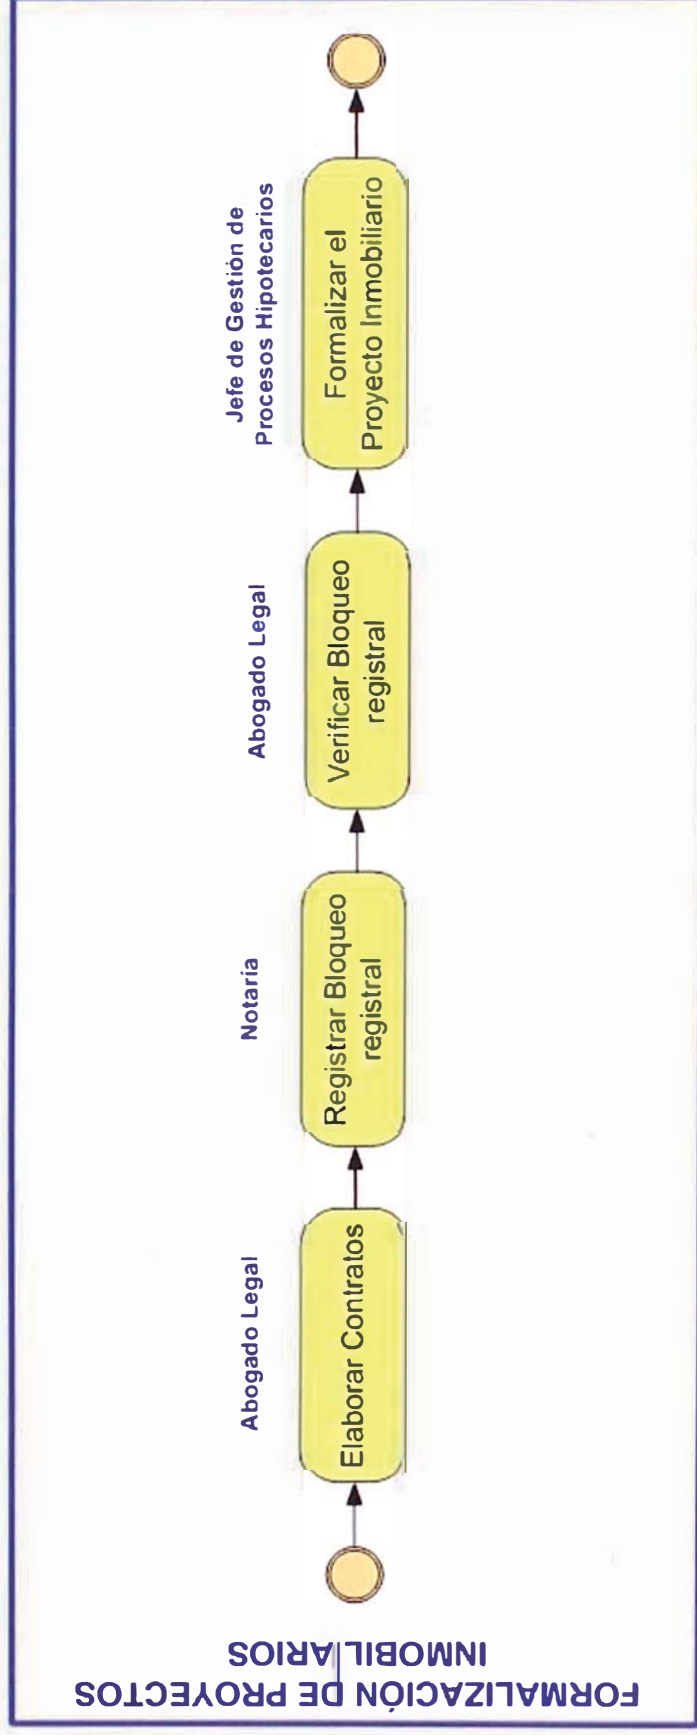 FORMALIZACIÓN DE PROYECTOS
INMOBILIARIOS
Abogado Legal
Elaborar Contratos
Notaría
Registrar Bloqueo
registral
Abogado Legal
Verificar Bloqueo
registral
Jefe de Gestión de
Procesos Hipotecarios
Formalizar el
Proyecto Inmobiliario